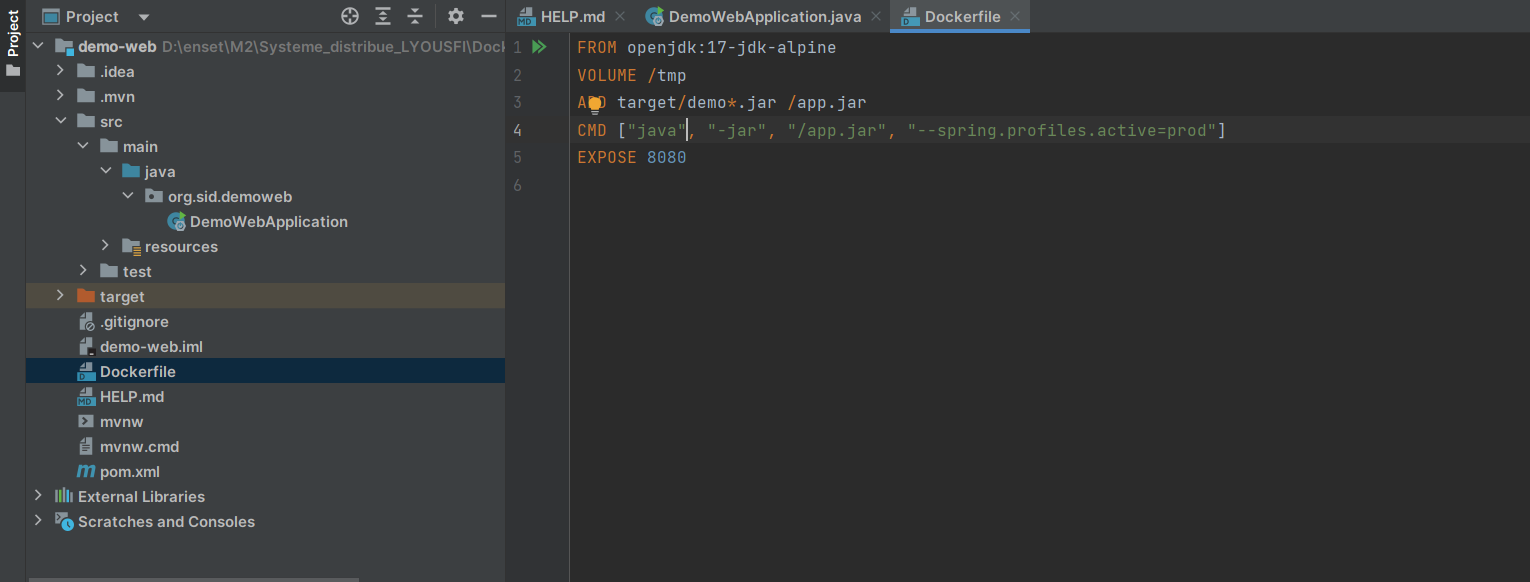 Project
Project
HELP.md
DemoWebApplication.java
Dockerfile
demo-web D:\enset\M2\Systeme_distribue_LYOUSFI\Doc
.idea
.mvn
src
main
java
org.sid.demoweb
DemoWebApplication
resources
test
target
.gitignore
demo-web.iml
Dockerfile
HELP.md
mvnw
mvnw.cmd
pom.xml
External Libraries
Scratches and Consoles
1 FROM openjdk:17-jdk-alpine
2 VOLUME /tmp
3 ADD target/demo*.jar /app.jar
4 CMD ["java", "-jar", "/app.jar", "--spring.profiles.active=prod"]
5 EXPOSE 8080
6